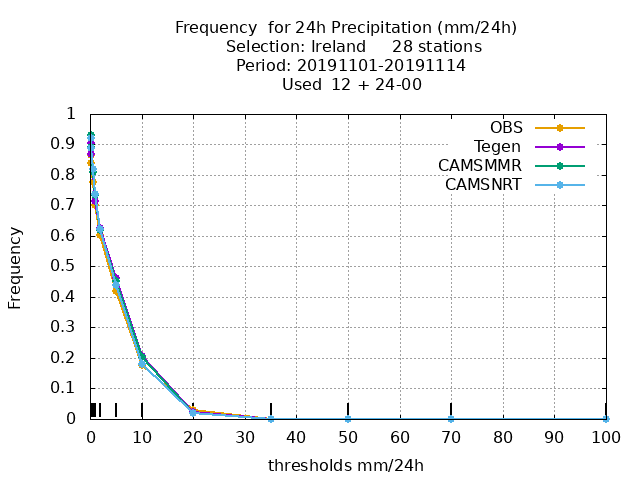 Frequency  for 24h Precipitation (mm/24h)
Selection: Ireland     28 stations
Period: 20191101-20191114
Used  12 + 24-00
OBS
Tegen
CAMSMMR
CAMSNRT
Frequency
1
0.9
0.8
0.7
0.6
0.5
0.4
0.3
0.2
0.1
0
0 10 20 30 40 50 60 70 80 90 100
thresholds mm/24h